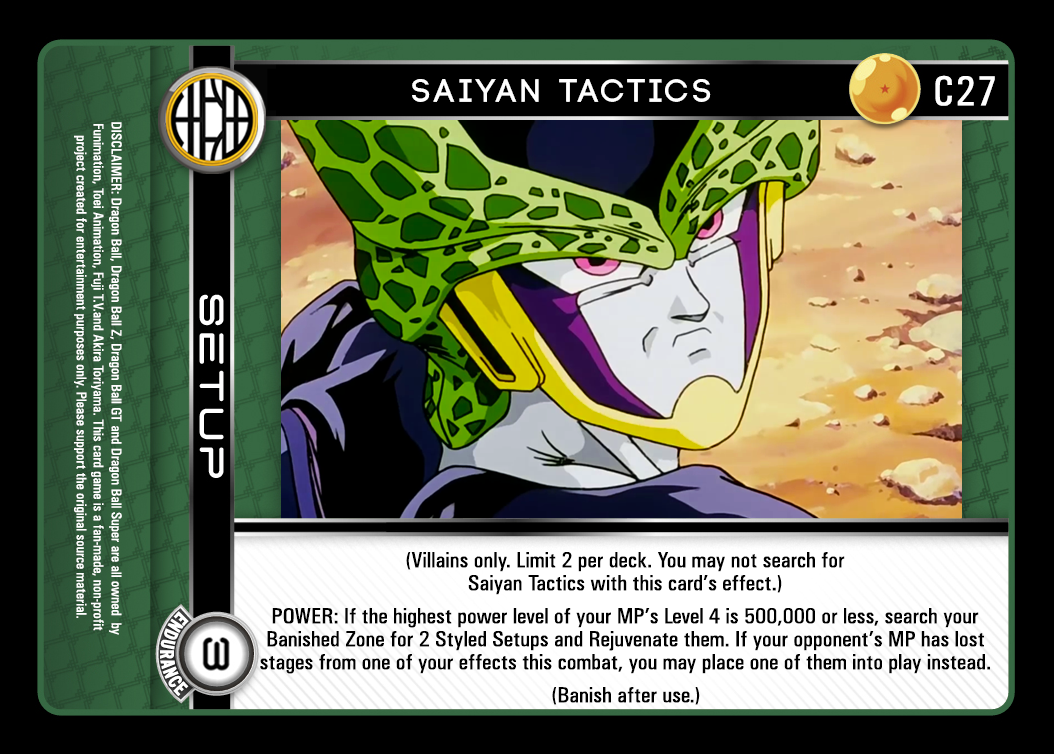 SAIYAN TACTICS
C27
SETUP
DISCLAIMER: Dragon Ball, Dragon Ball Z, Dragon Ball GT and Dragon Ball Super are all owned by
Funimation, Toei Animation, Fuji T.V.and Akira Toriyama. This card game is a fan-made, non-profit
project created for entertainment purposes only. Please support the original source material.
(Villains only. Limit 2 per deck. You may not search for
Saiyan Tactics with this card's effect.)
POWER: If the highest power level of your MP's Level 4 is 500,000 or less, search your
Banished Zone for 2 Styled Setups and Rejuvenate them. If your opponent's MP has lost
stages from one of your effects this combat, you may place one of them into play instead.
(Banish after use.)
ENDURANCE
3